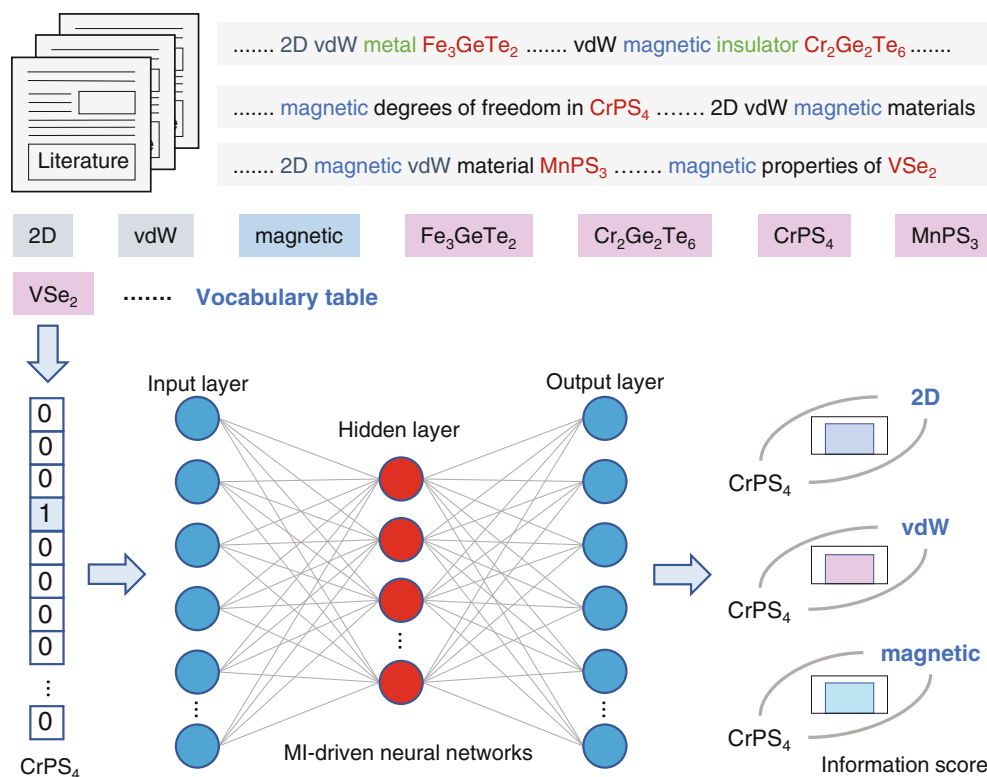 Literature
e
....... 2D vdW metal Fe₃GeTe₂ ....... vdW magnetic insulator Cr₂Ge₂Te₆ .......
....... magnetic degrees of freedom in CrPS₄ ....... 2D vdW magnetic materials
....... 2D magnetic vdW material MnPS₃ ....... magnetic properties of VSe₂
2D vdW magnetic Fe₃GeTe₂ Cr₂Ge₂Te₆ CrPS₄ MnPS₃
VSe₂ ....... Vocabulary table
Input layer
Hidden layer
Output layer
0
0
0
1
0
0
0
0
⋮
0
CrPS₄
...
⋮
...
MI-driven neural networks
2D
CrPS₄
vdW
CrPS₄
magnetic
CrPS₄
Information score